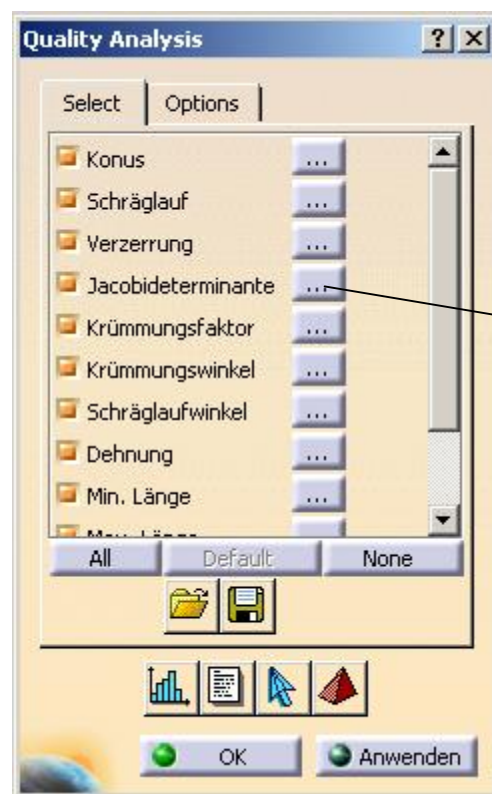 Quality Analysis
Select Options
Konus ...
Schräglauf ...
Verzerrung ...
Jacobideterminante ...
Krümmungsfaktor ...
Krümmungswinkel ...
Schräglaufwinkel ...
Dehnung ...
Min. Länge ...
All Default None
OK Anwenden